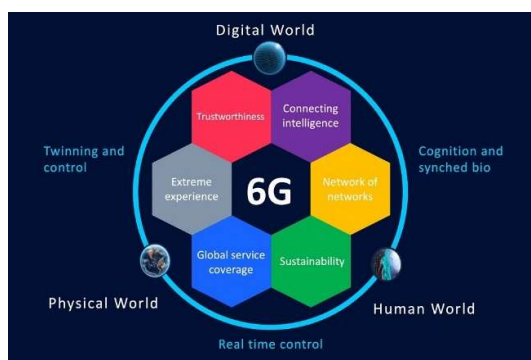 Digital World
Trustworthiness
Connecting
intelligence
Twinning and
control
Cognition and
synched bio
Extreme
experience
6G
Network of
networks
Global service
coverage
Sustainability
Physical World
Human World
Real time control